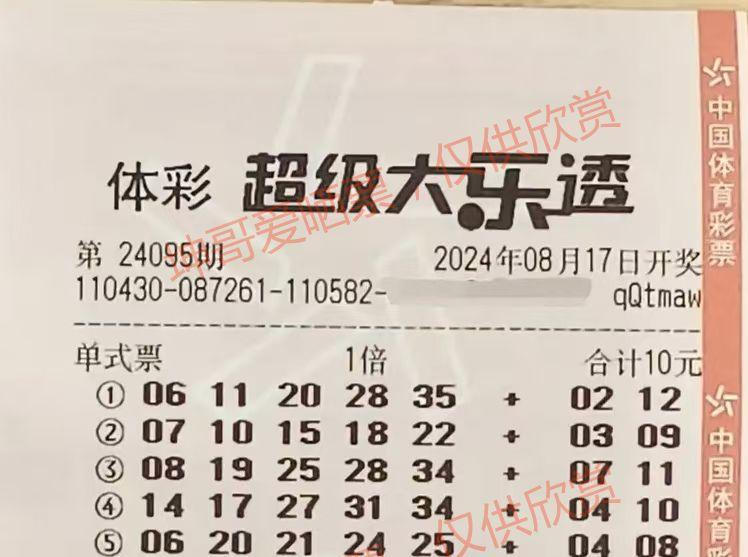 体彩 超级大乐透
第 24095期 2024年08月17日开奖
110430-087261-110582- qQtmaw
单式票 1倍 合计10元
① 06 11 20 28 35 + 02 12
② 07 10 15 18 22 + 03 09
③ 08 19 25 28 34 + 07 11
④ 14 17 27 31 34 + 04 10
⑤ 06 20 21 24 25 + 04 08
中国体育彩票
中国体育彩
坤哥爱晒票 仅供欣赏
仅供欣赏